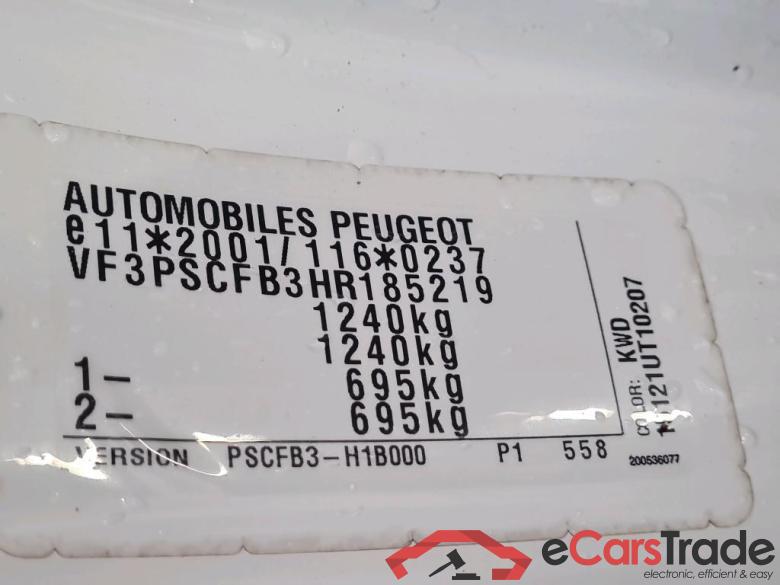 AUTOMOBILES PEUGEOT
e11*2001/116*0237
VF3PSCFB3HR185219
1240kg
1240kg
1- 695kg
2- 695kg
VERSION PSCFB3-H1B000 P1 558
COLOR: KWD
200536077
eCarsTrade
electronic, efficient & easy